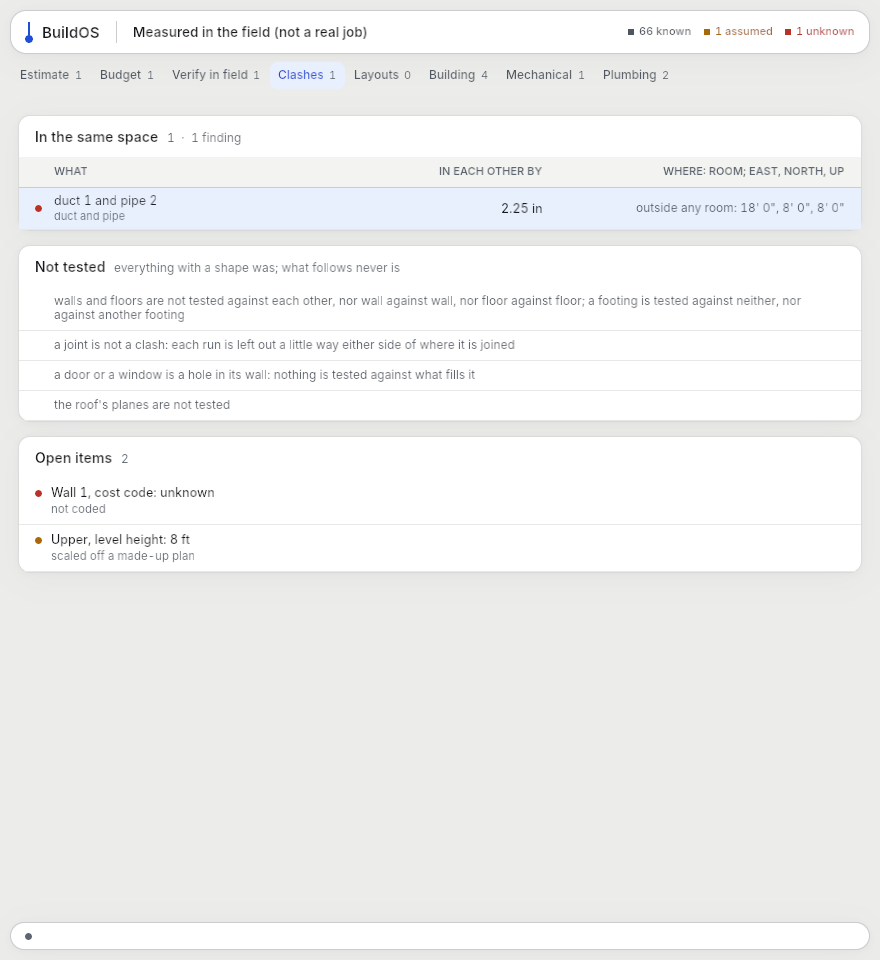 BuildOS
Measured in the field (not a real job)
66 known
1 assumed
1 unknown
Estimate 1
Budget 1
Verify in field 1
Clashes 1
Layouts 0
Building 4
Mechanical 1
Plumbing 2
In the same space 1 · 1 finding
WHAT
IN EACH OTHER BY
WHERE: ROOM; EAST, NORTH, UP
duct 1 and pipe 2
duct and pipe
2.25 in
outside any room: 18' 0", 8' 0", 8' 0"
Not tested everything with a shape was; what follows never is
walls and floors are not tested against each other, nor wall against wall, nor floor against floor; a footing is tested against neither, nor
against another footing
a joint is not a clash: each run is left out a little way either side of where it is joined
a door or a window is a hole in its wall: nothing is tested against what fills it
the roof's planes are not tested
Open items 2
Wall 1, cost code: unknown
not coded
Upper, level height: 8 ft
scaled off a made-up plan